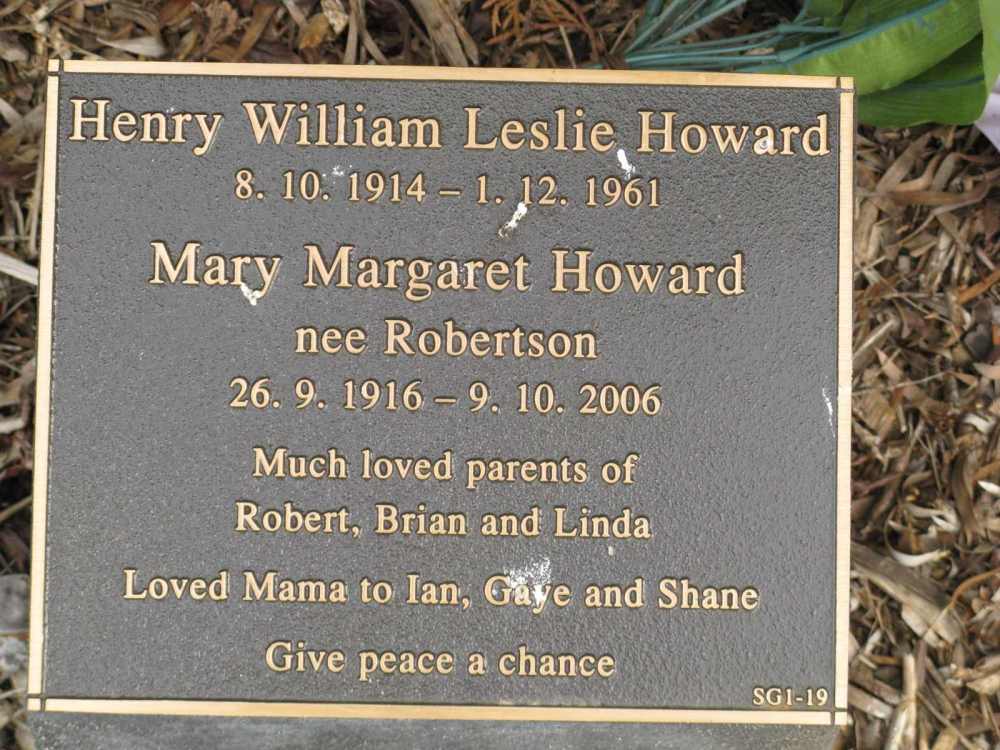 Henry William Leslie Howard
8. 10. 1914 – 1. 12. 1961
Mary Margaret Howard
nee Robertson
26. 9. 1916 – 9. 10. 2006
Much loved parents of
Robert, Brian and Linda
Loved Mama to Ian, Gaye and Shane
Give peace a chance
SG1-19